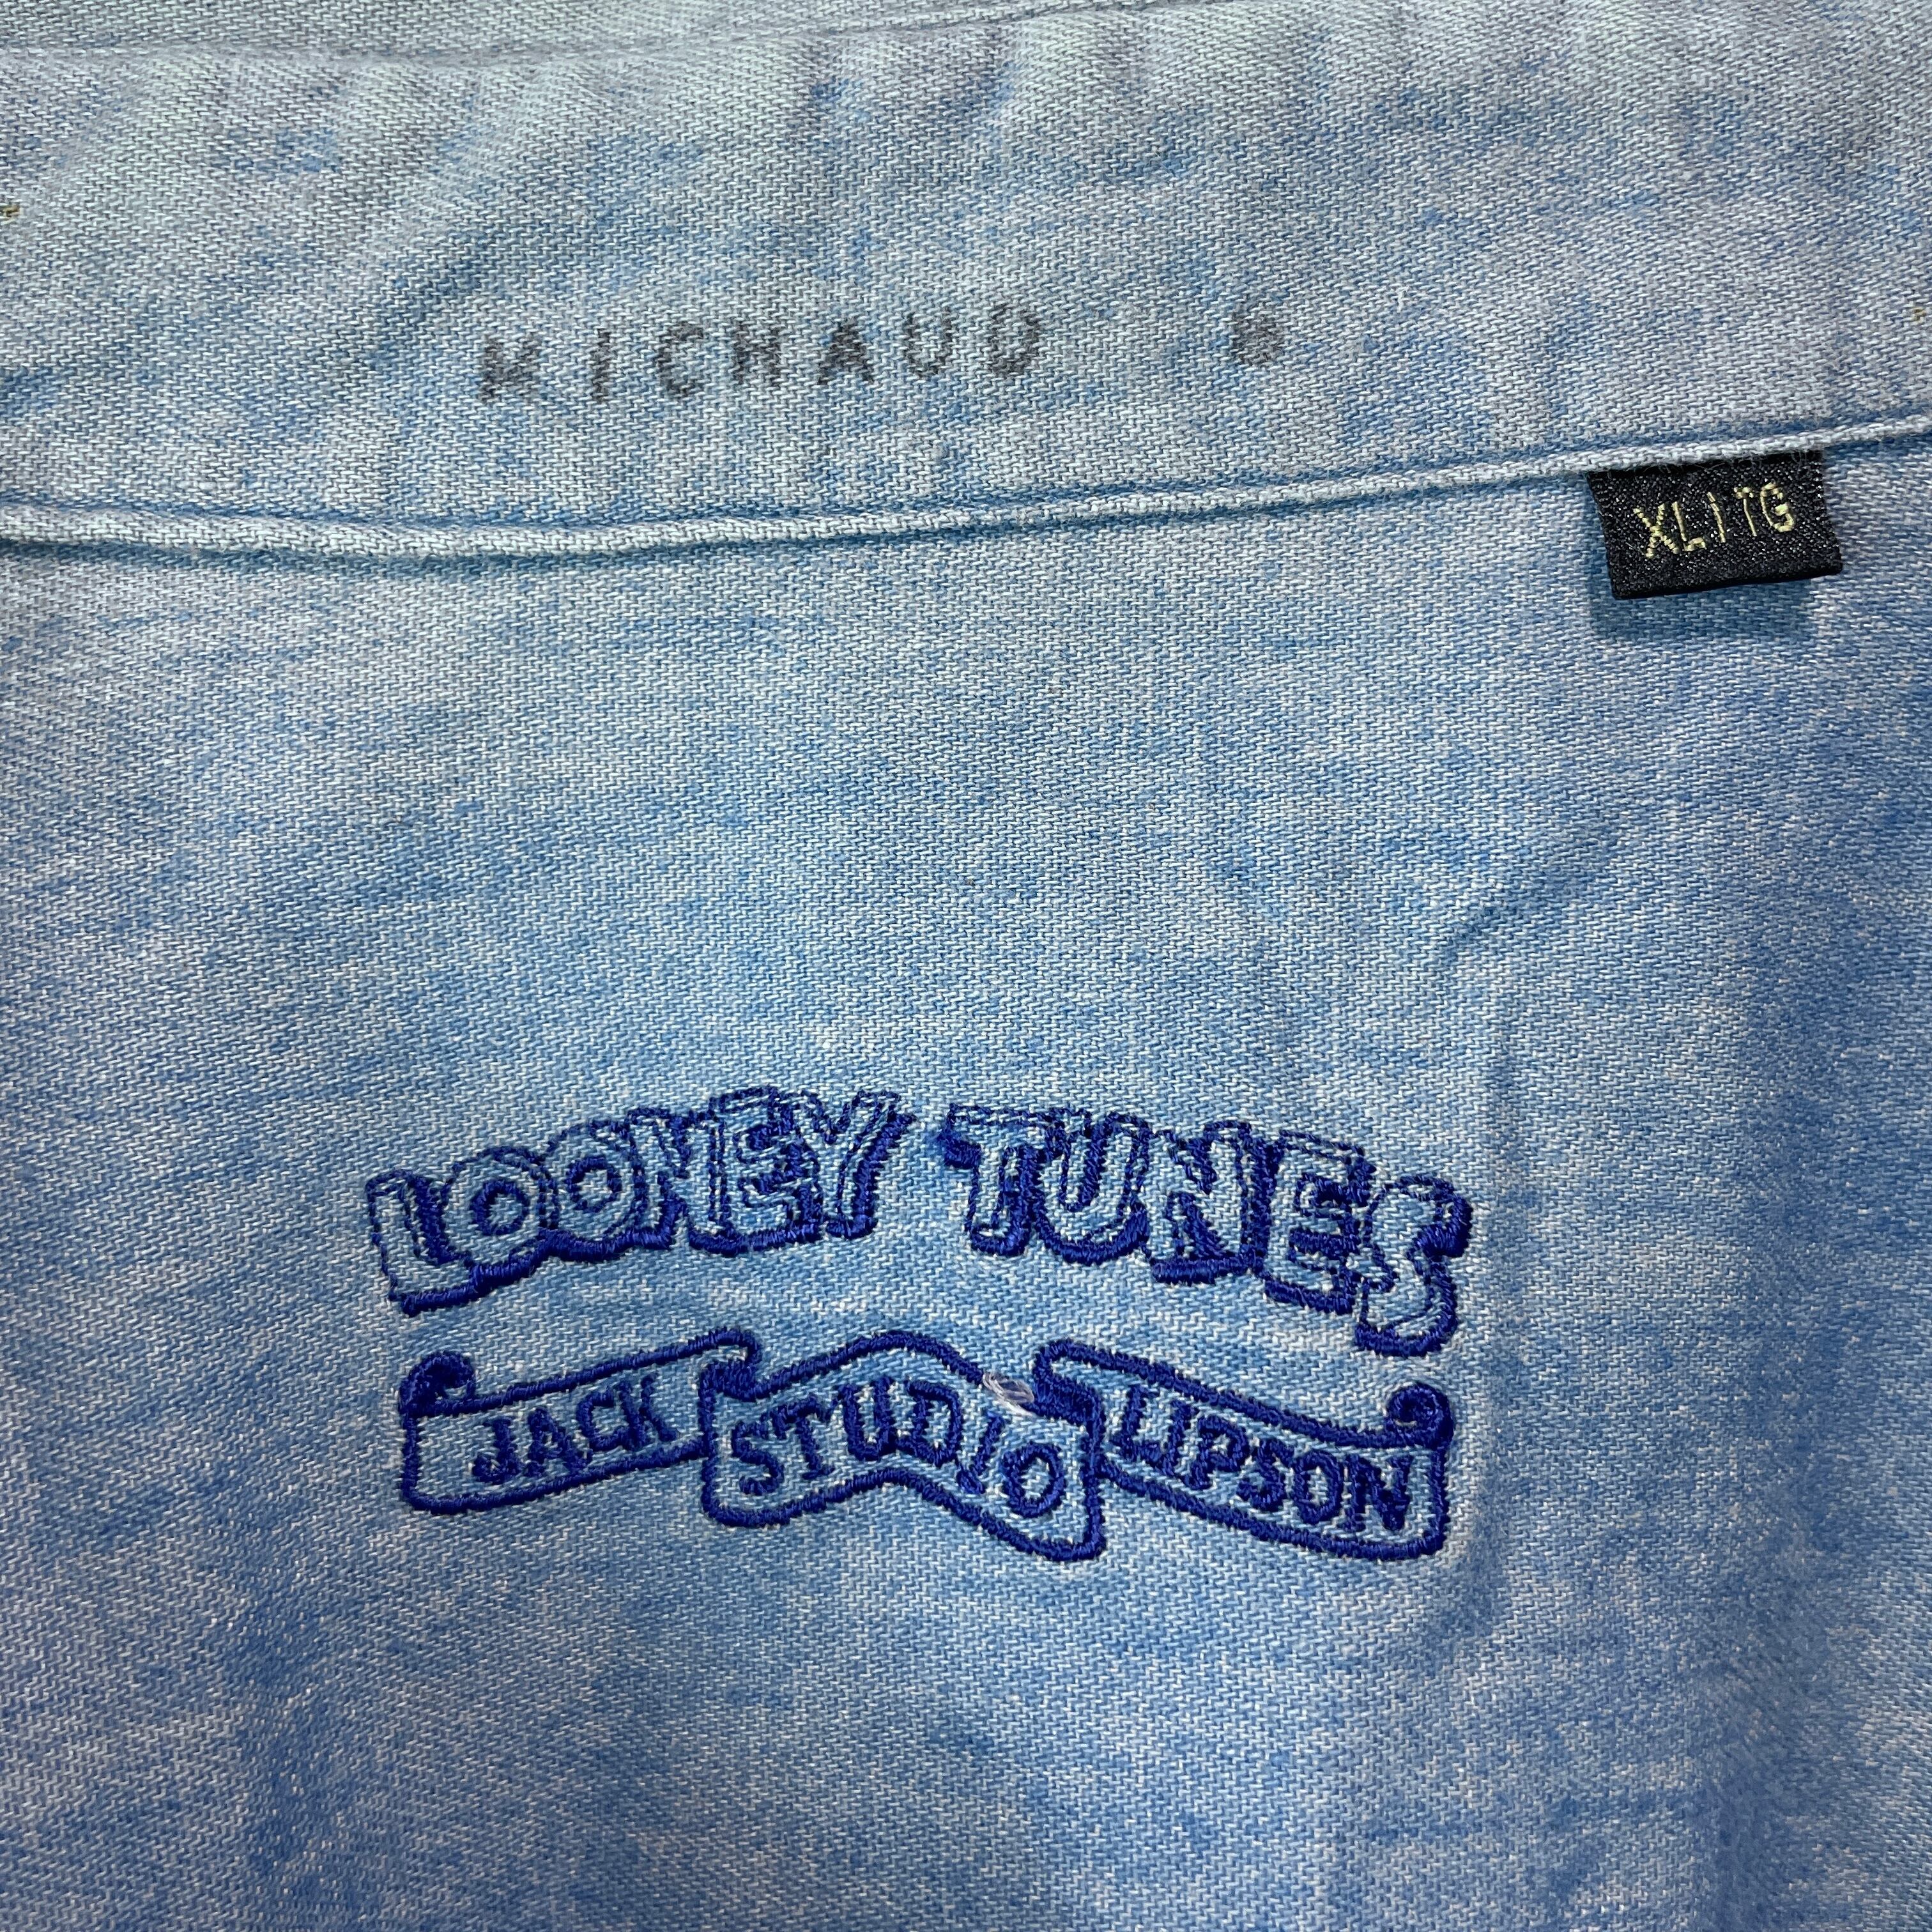 MICHAUD
XL/TG
LOONEY TUNES
JACK STUDIO LIPSON